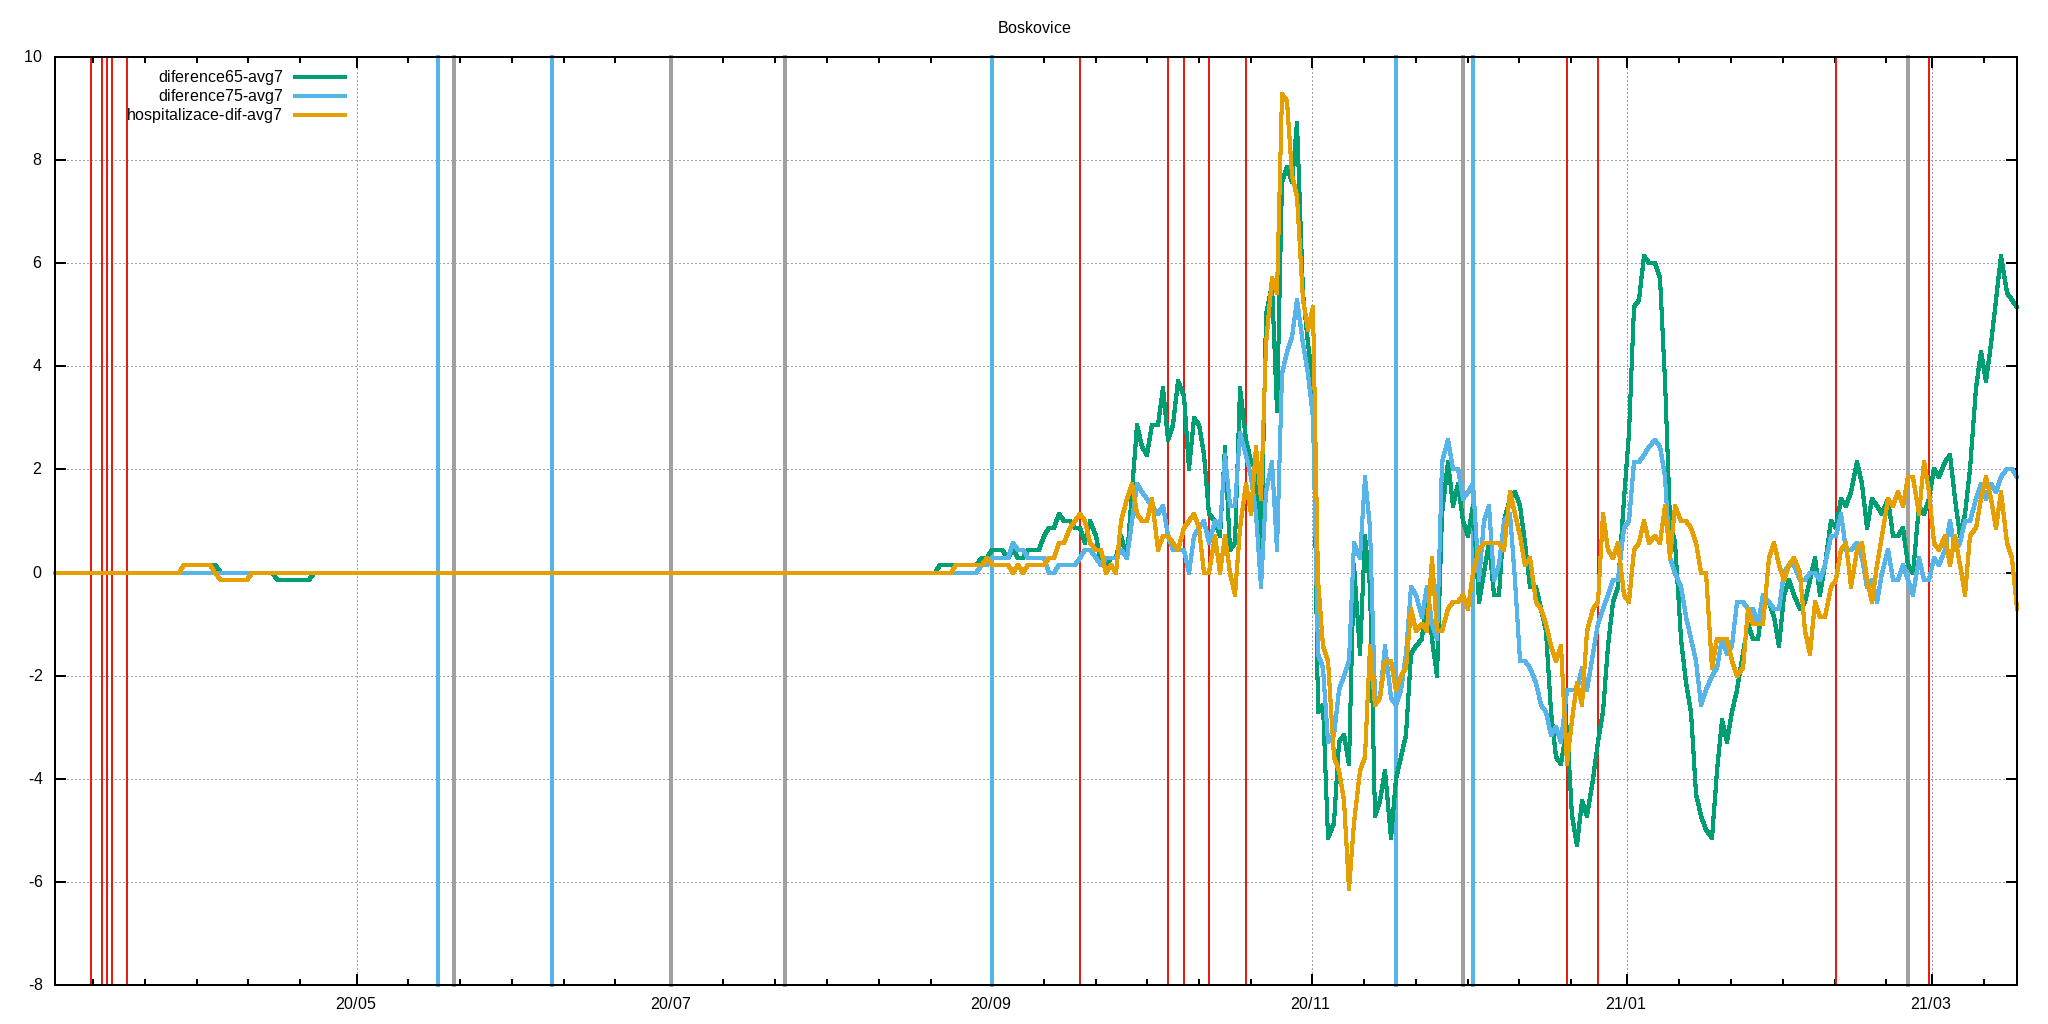 Boskovice
diference65-avg7
diference75-avg7
hospitalizace-dif-avg7
10
8
6
4
2
0
-2
-4
-6
-8
20/05 20/07 20/09 20/11 21/01 21/03